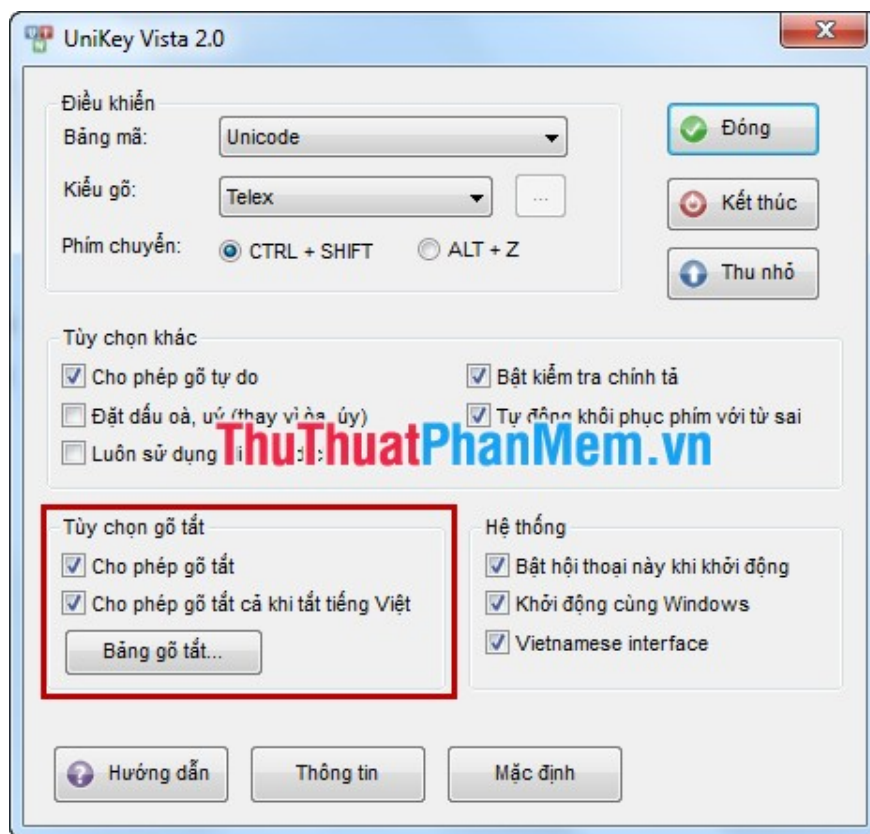 UniKey Vista 2.0
Điều khiển
Bảng mã:
Unicode
Đóng
Kiểu gõ:
Telex
...
Kết thúc
Phím chuyển:
CTRL + SHIFT
ALT + Z
Thu nhỏ
Tùy chọn khác
Cho phép gõ tự do
Bật kiểm tra chính tả
Đặt dấu oà, uý (thay vì òa, úy)
Tự động khôi phục phím với từ sai
Luôn sử dụng
ThuThuatPhanMem.vn
Tùy chọn gõ tắt
Hệ thống
Cho phép gõ tắt
Bật hội thoại này khi khởi động
Cho phép gõ tắt cả khi tắt tiếng Việt
Khởi động cùng Windows
Bảng gõ tắt...
Vietnamese interface
Hướng dẫn
Thông tin
Mặc định